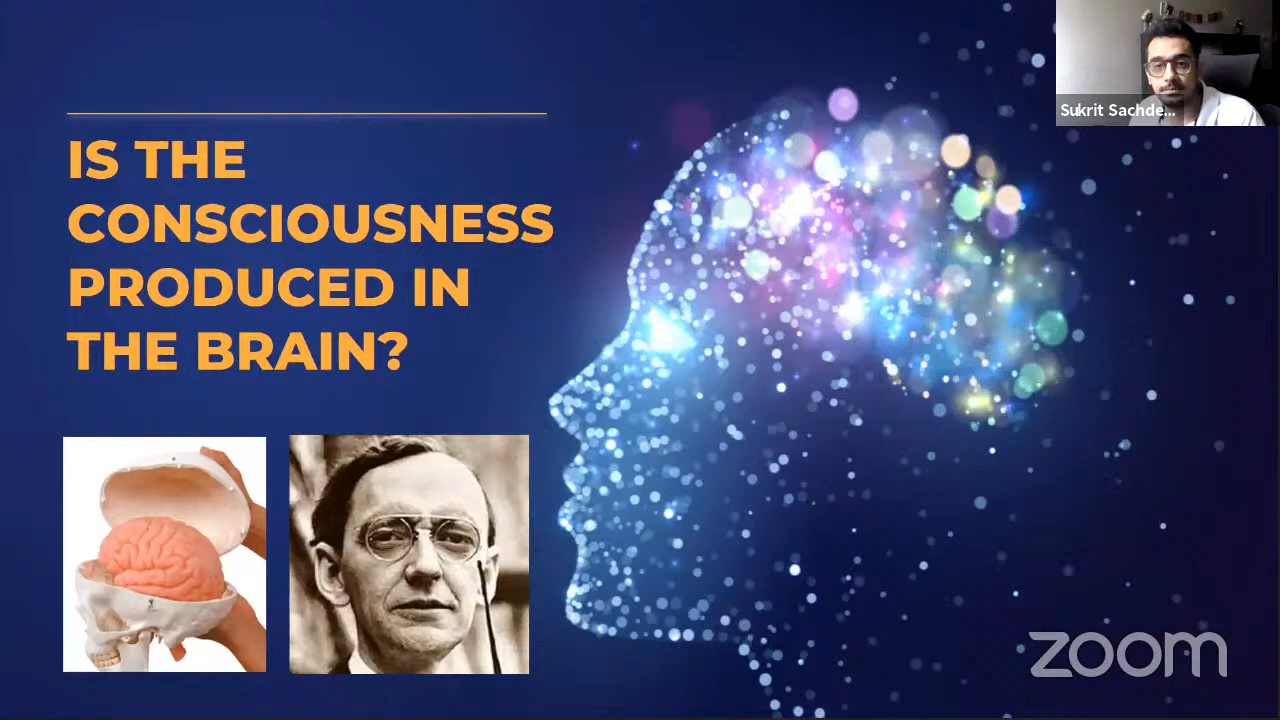 IS THE
CONSCIOUSNESS
PRODUCED IN
THE BRAIN?
Sukrit Sachde...
zoom